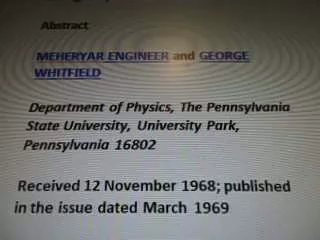 Abstract
MEHERYAR ENGINEER and GEORGE
WHITFIELD
Department of Physics, The Pennsylvania
State University, University Park,
Pennsylvania 16802
Received 12 November 1968; published
in the issue dated March 1969